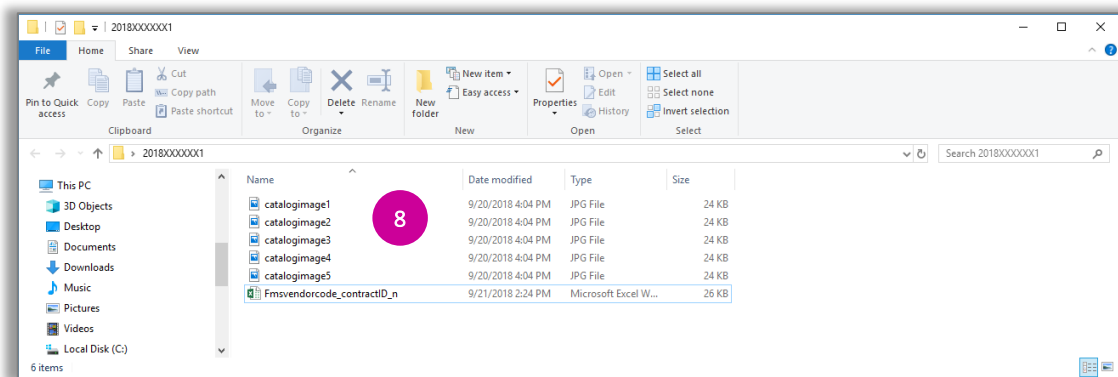 2018XXXXXX1
File Home Share View
Pin to Quick access
Copy
Paste
Cut
Copy path
Paste shortcut
Clipboard
Move to
Copy to
Delete
Rename
Organize
New folder
New item
Easy access
New
Properties
Open
Edit
History
Open
Select all
Select none
Invert selection
Select
2018XXXXXX1
Search 2018XXXXXX1
This PC
3D Objects
Desktop
Documents
Downloads
Music
Pictures
Videos
Local Disk (C:)
Name Date modified Type Size
catalogimage1 9/20/2018 4:04 PM JPG File 24 KB
catalogimage2 9/20/2018 4:04 PM JPG File 24 KB
catalogimage3 9/20/2018 4:04 PM JPG File 24 KB
catalogimage4 9/20/2018 4:04 PM JPG File 24 KB
catalogimage5 9/20/2018 4:04 PM JPG File 24 KB
Fmsvendorcode_contractID_n 9/21/2018 2:24 PM Microsoft Excel W... 26 KB
8
6 items